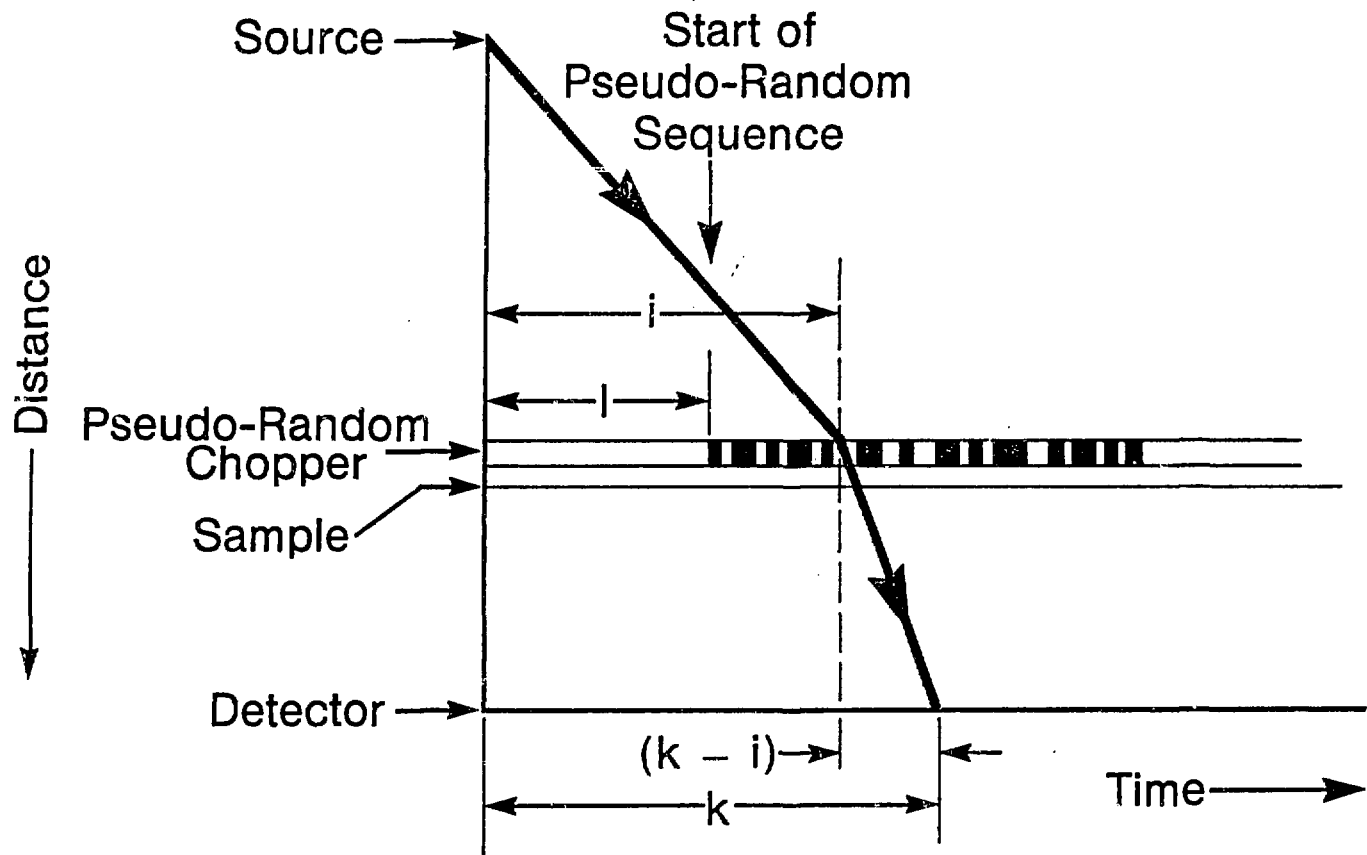 Source
Start of
Pseudo-Random
Sequence
i
l
Distance
Pseudo-Random
Chopper
Sample
Detector
(k – i)
Time
k